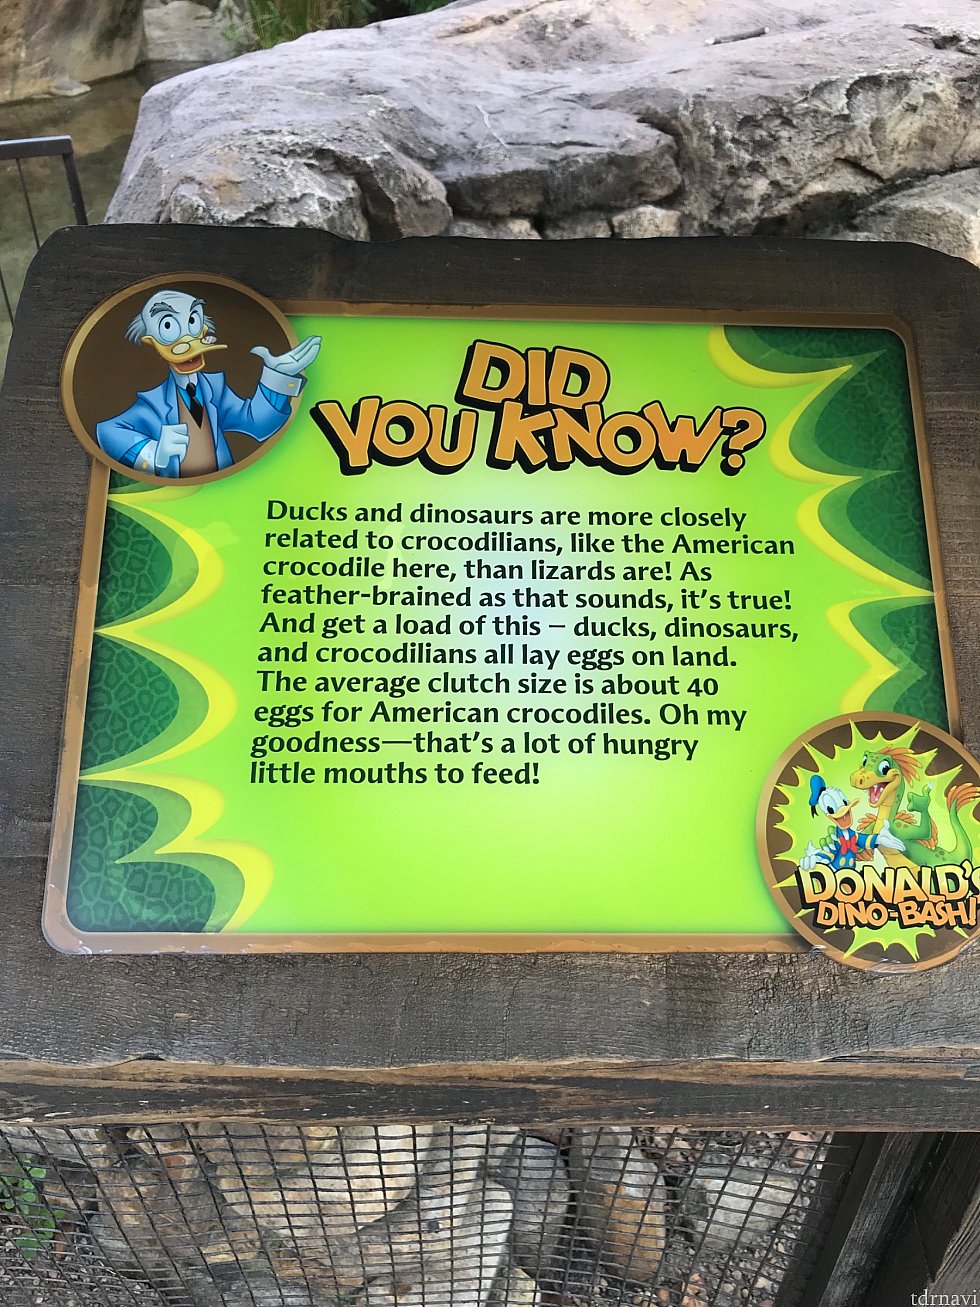 DID
YOU KNOW?
Ducks and dinosaurs are more closely
related to crocodilians, like the American
crocodile here, than lizards are! As
feather-brained as that sounds, it's true!
And get a load of this – ducks, dinosaurs,
and crocodilians all lay eggs on land.
The average clutch size is about 40
eggs for American crocodiles. Oh my
goodness—that's a lot of hungry
little mouths to feed!
DONALD'S
DINO-BASH!
tdrnavi